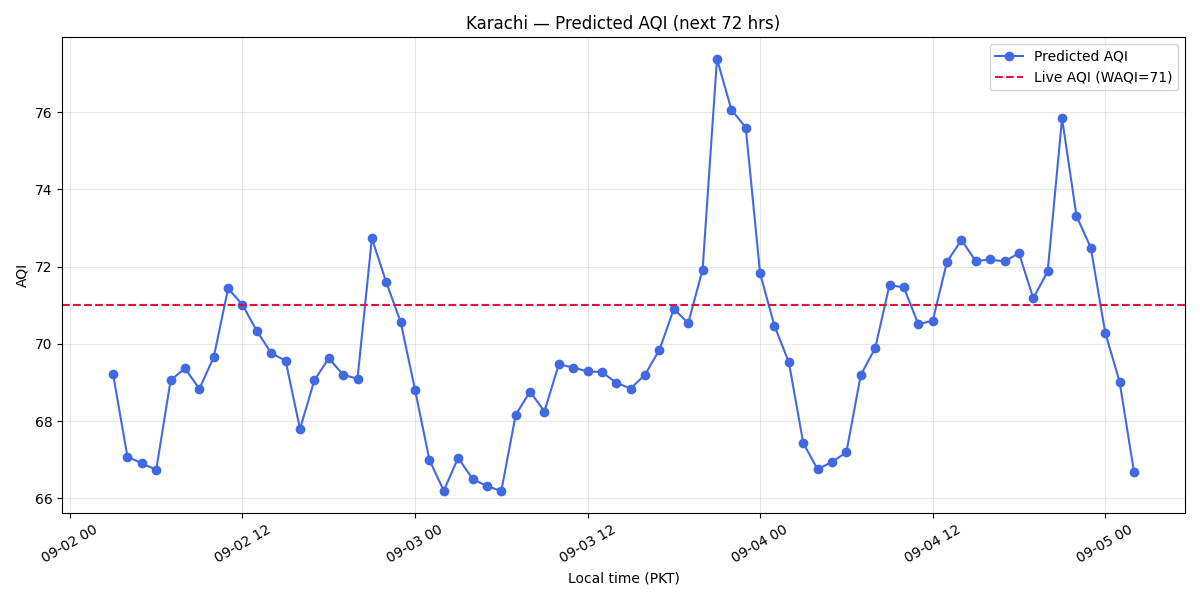 Karachi — Predicted AQI (next 72 hrs)
Predicted AQI
Live AQI (WAQI=71)
AQI
76
74
72
70
68
66
09-02 00
09-02 12
09-03 00
09-03 12
09-04 00
09-04 12
09-05 00
Local time (PKT)